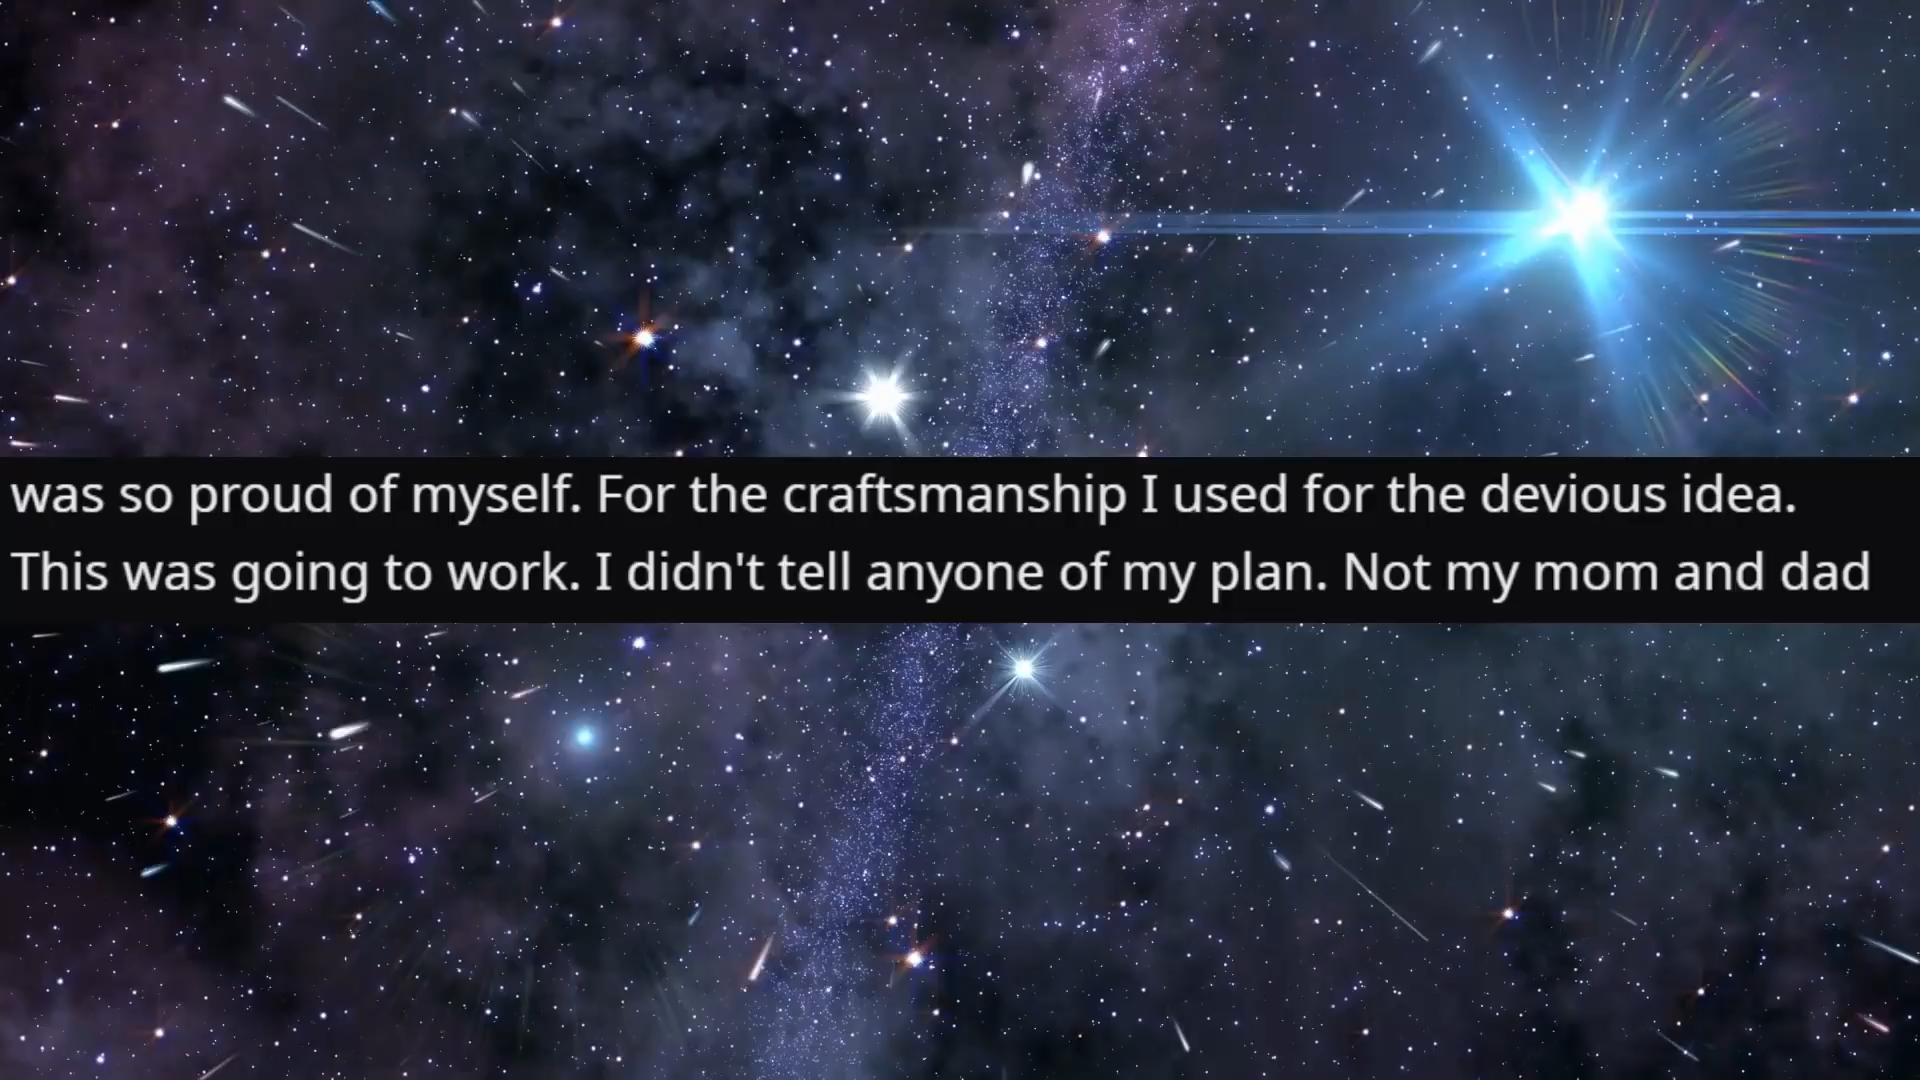 was so proud of myself. For the craftsmanship I used for the devious idea.
This was going to work. I didn't tell anyone of my plan. Not my mom and dad